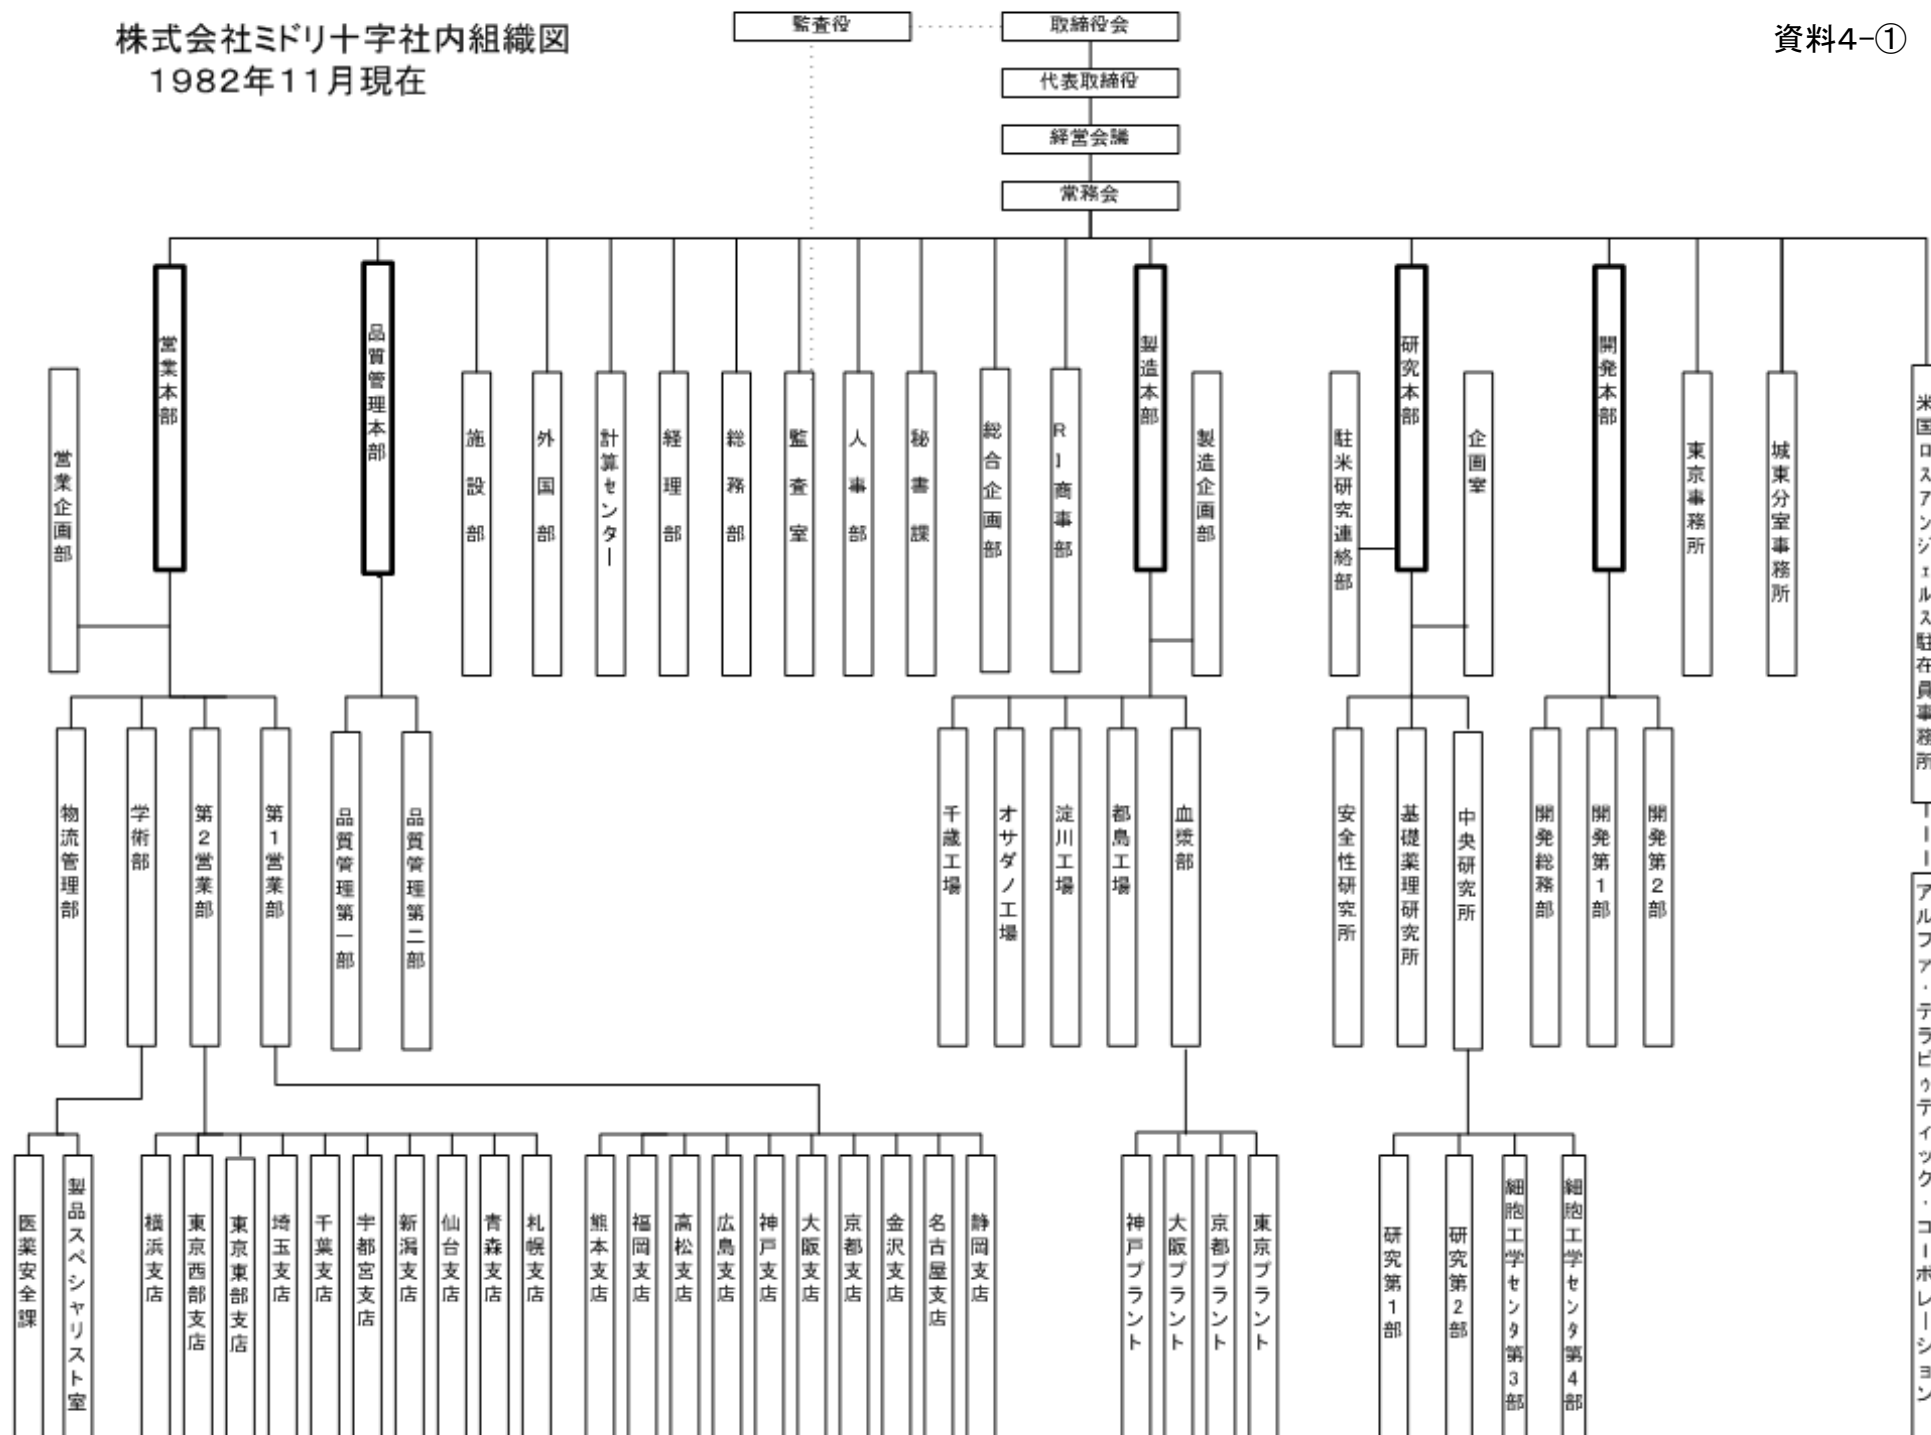 株式会社ミドリ十字社内組織図
1982年11月現在
資料4-①
監査役
取締役会
代表取締役
経営会議
常務会
営業本部
品質管理本部
製造本部
研究本部
開発本部
営業企画部
施設部
外国部
計算センター
経理部
総務部
監査室
人事部
秘書課
総合企画部
RI商事部
製造企画部
駐米研究連絡部
企画室
東京事務所
城東分室事務所
米国ロスアンジェルス駐在員事務所
物流管理部
学術部
第2営業部
第1営業部
品質管理第一部
品質管理第二部
千歳工場
オサダノ工場
淀川工場
都島工場
血漿部
安全性研究所
基礎薬理研究所
中央研究所
開発総務部
開発第1部
開発第2部
アルファ・テラピゥティック・コーポレーション
医薬安全課
製品スペシャリスト室
横浜支店
東京西部支店
東京東部支店
埼玉支店
千葉支店
宇都宮支店
新潟支店
仙台支店
青森支店
札幌支店
熊本支店
福岡支店
高松支店
広島支店
神戸支店
大阪支店
京都支店
金沢支店
名古屋支店
静岡支店
神戸プラント
大阪プラント
京都プラント
東京プラント
研究第1部
研究第2部
細胞工学センタ第3部
細胞工学センタ第4部